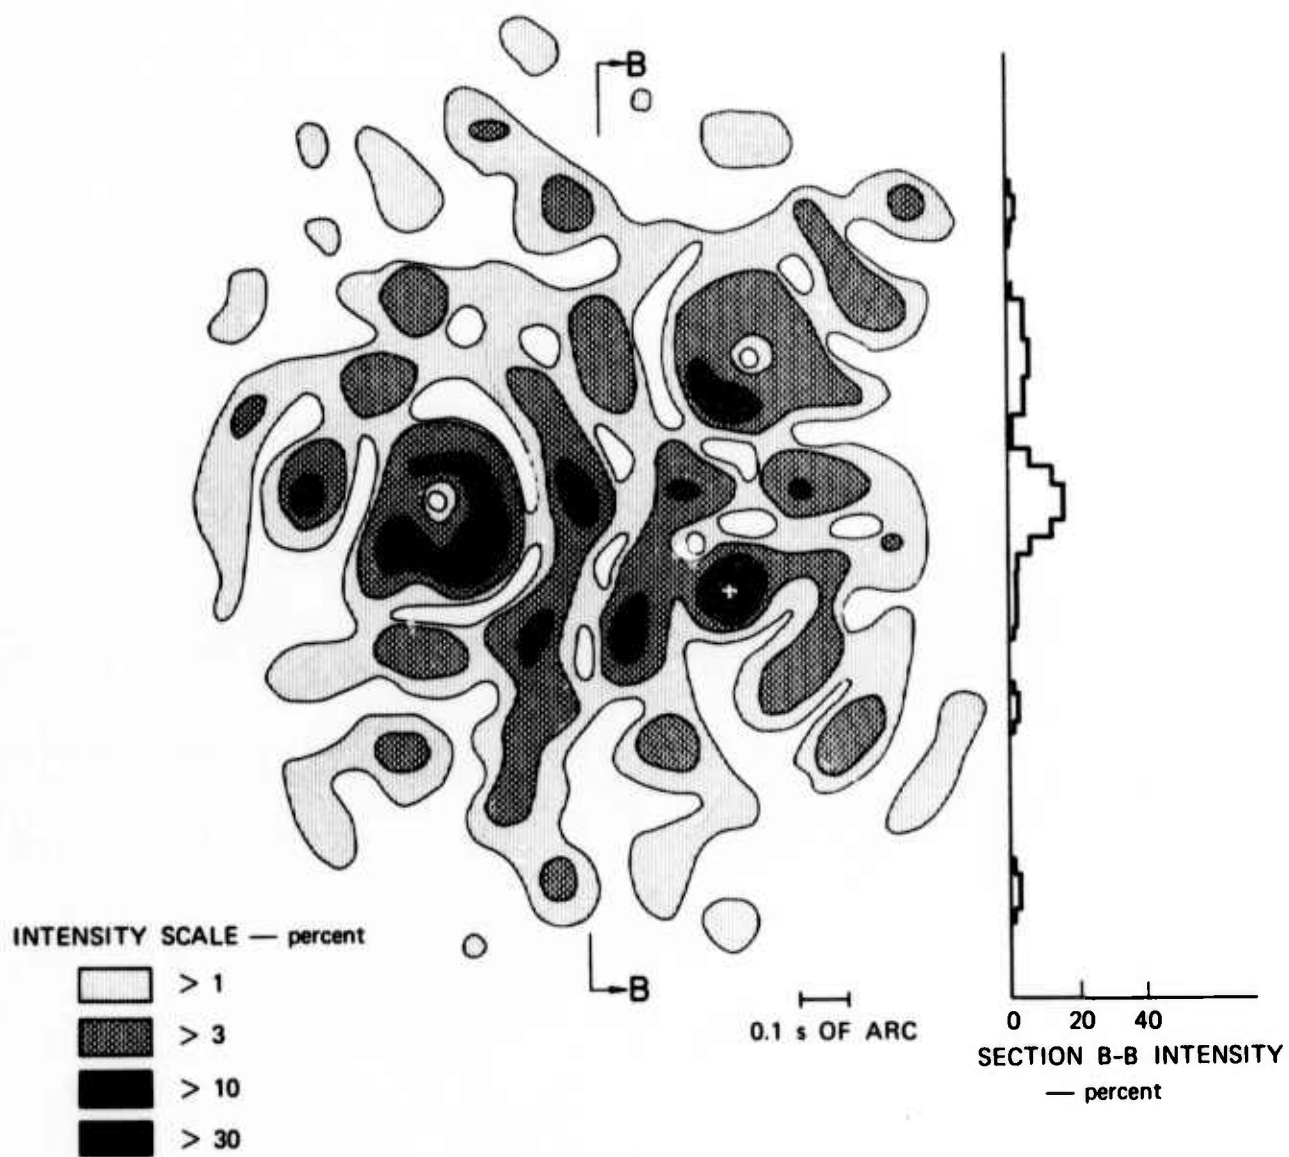 B
B
INTENSITY SCALE — percent
> 1
> 3
> 10
> 30
0.1 s OF ARC
0 20 40
SECTION B-B INTENSITY
— percent